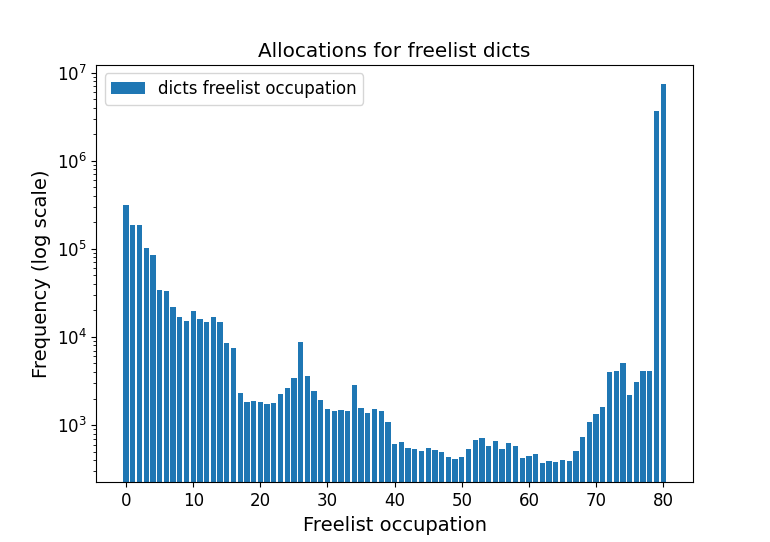 Allocations for freelist dicts
dicts freelist occupation
Frequency (log scale)
10^7
10^6
10^5
10^4
10^3
0 10 20 30 40 50 60 70 80
Freelist occupation